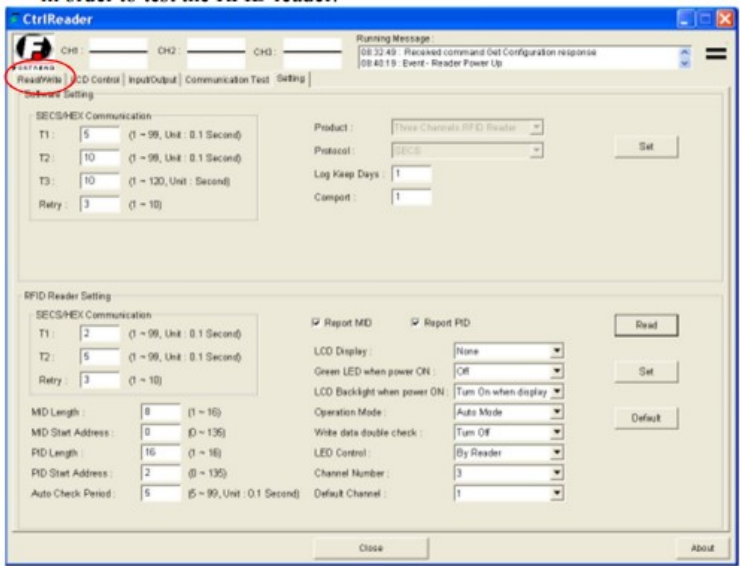 in order to test the RFID reader.
CtrlReader
CH1 : CH2 : CH3 :
Running Message :
08:32:49 : Received command Get Configuration response
08:40:19 : Event - Reader Power Up
FORTREND
Read/Write LCD Control Input/Output Communication Test Setting
Software Setting
SECS/HEX Communication
T1 : 5 (1 ~ 99, Unit : 0.1 Second)
T2 : 10 (1 ~ 99, Unit : 0.1 Second)
T3 : 10 (1 ~ 120, Unit : Second)
Retry : 3 (1 ~ 10)
Product : Three Channels RFID Reader
Protocol : SECS
Log Keep Days : 1
Comport : 1
Set
RFID Reader Setting
SECS/HEX Communication
T1 : 2 (1 ~ 99, Unit : 0.1 Second)
T2 : 5 (1 ~ 99, Unit : 0.1 Second)
Retry : 3 (1 ~ 10)
MID Length : 8 (1 ~ 16)
MID Start Address : 0 (0 ~ 135)
PID Length : 16 (1 ~ 16)
PID Start Address : 2 (0 ~ 135)
Auto Check Period : 5 (5 ~ 99, Unit : 0.1 Second)
Report MID Report PID
LCD Display : None
Green LED when power ON : Off
LCD Backlight when power ON : Turn On when display
Operation Mode : Auto Mode
Write data double check : Turn Off
LED Control : By Reader
Channel Number : 3
Default Channel : 1
Read
Set
Default
Close
About